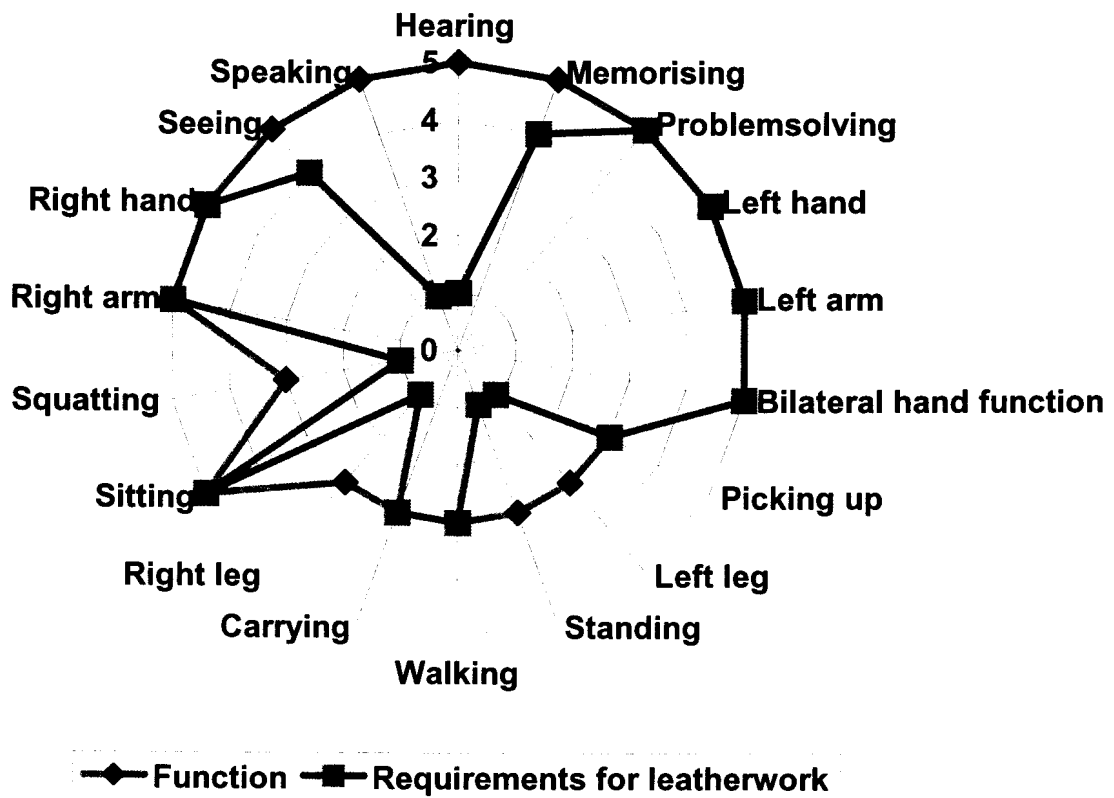 Hearing
5
Speaking
Memorising
Seeing
4
Problemsolving
3
Right hand
Left hand
2
Right arm
Left arm
0
Squatting
Bilateral hand function
Sitting
Picking up
Right leg
Left leg
Carrying
Standing
Walking
Function
Requirements for leatherwork